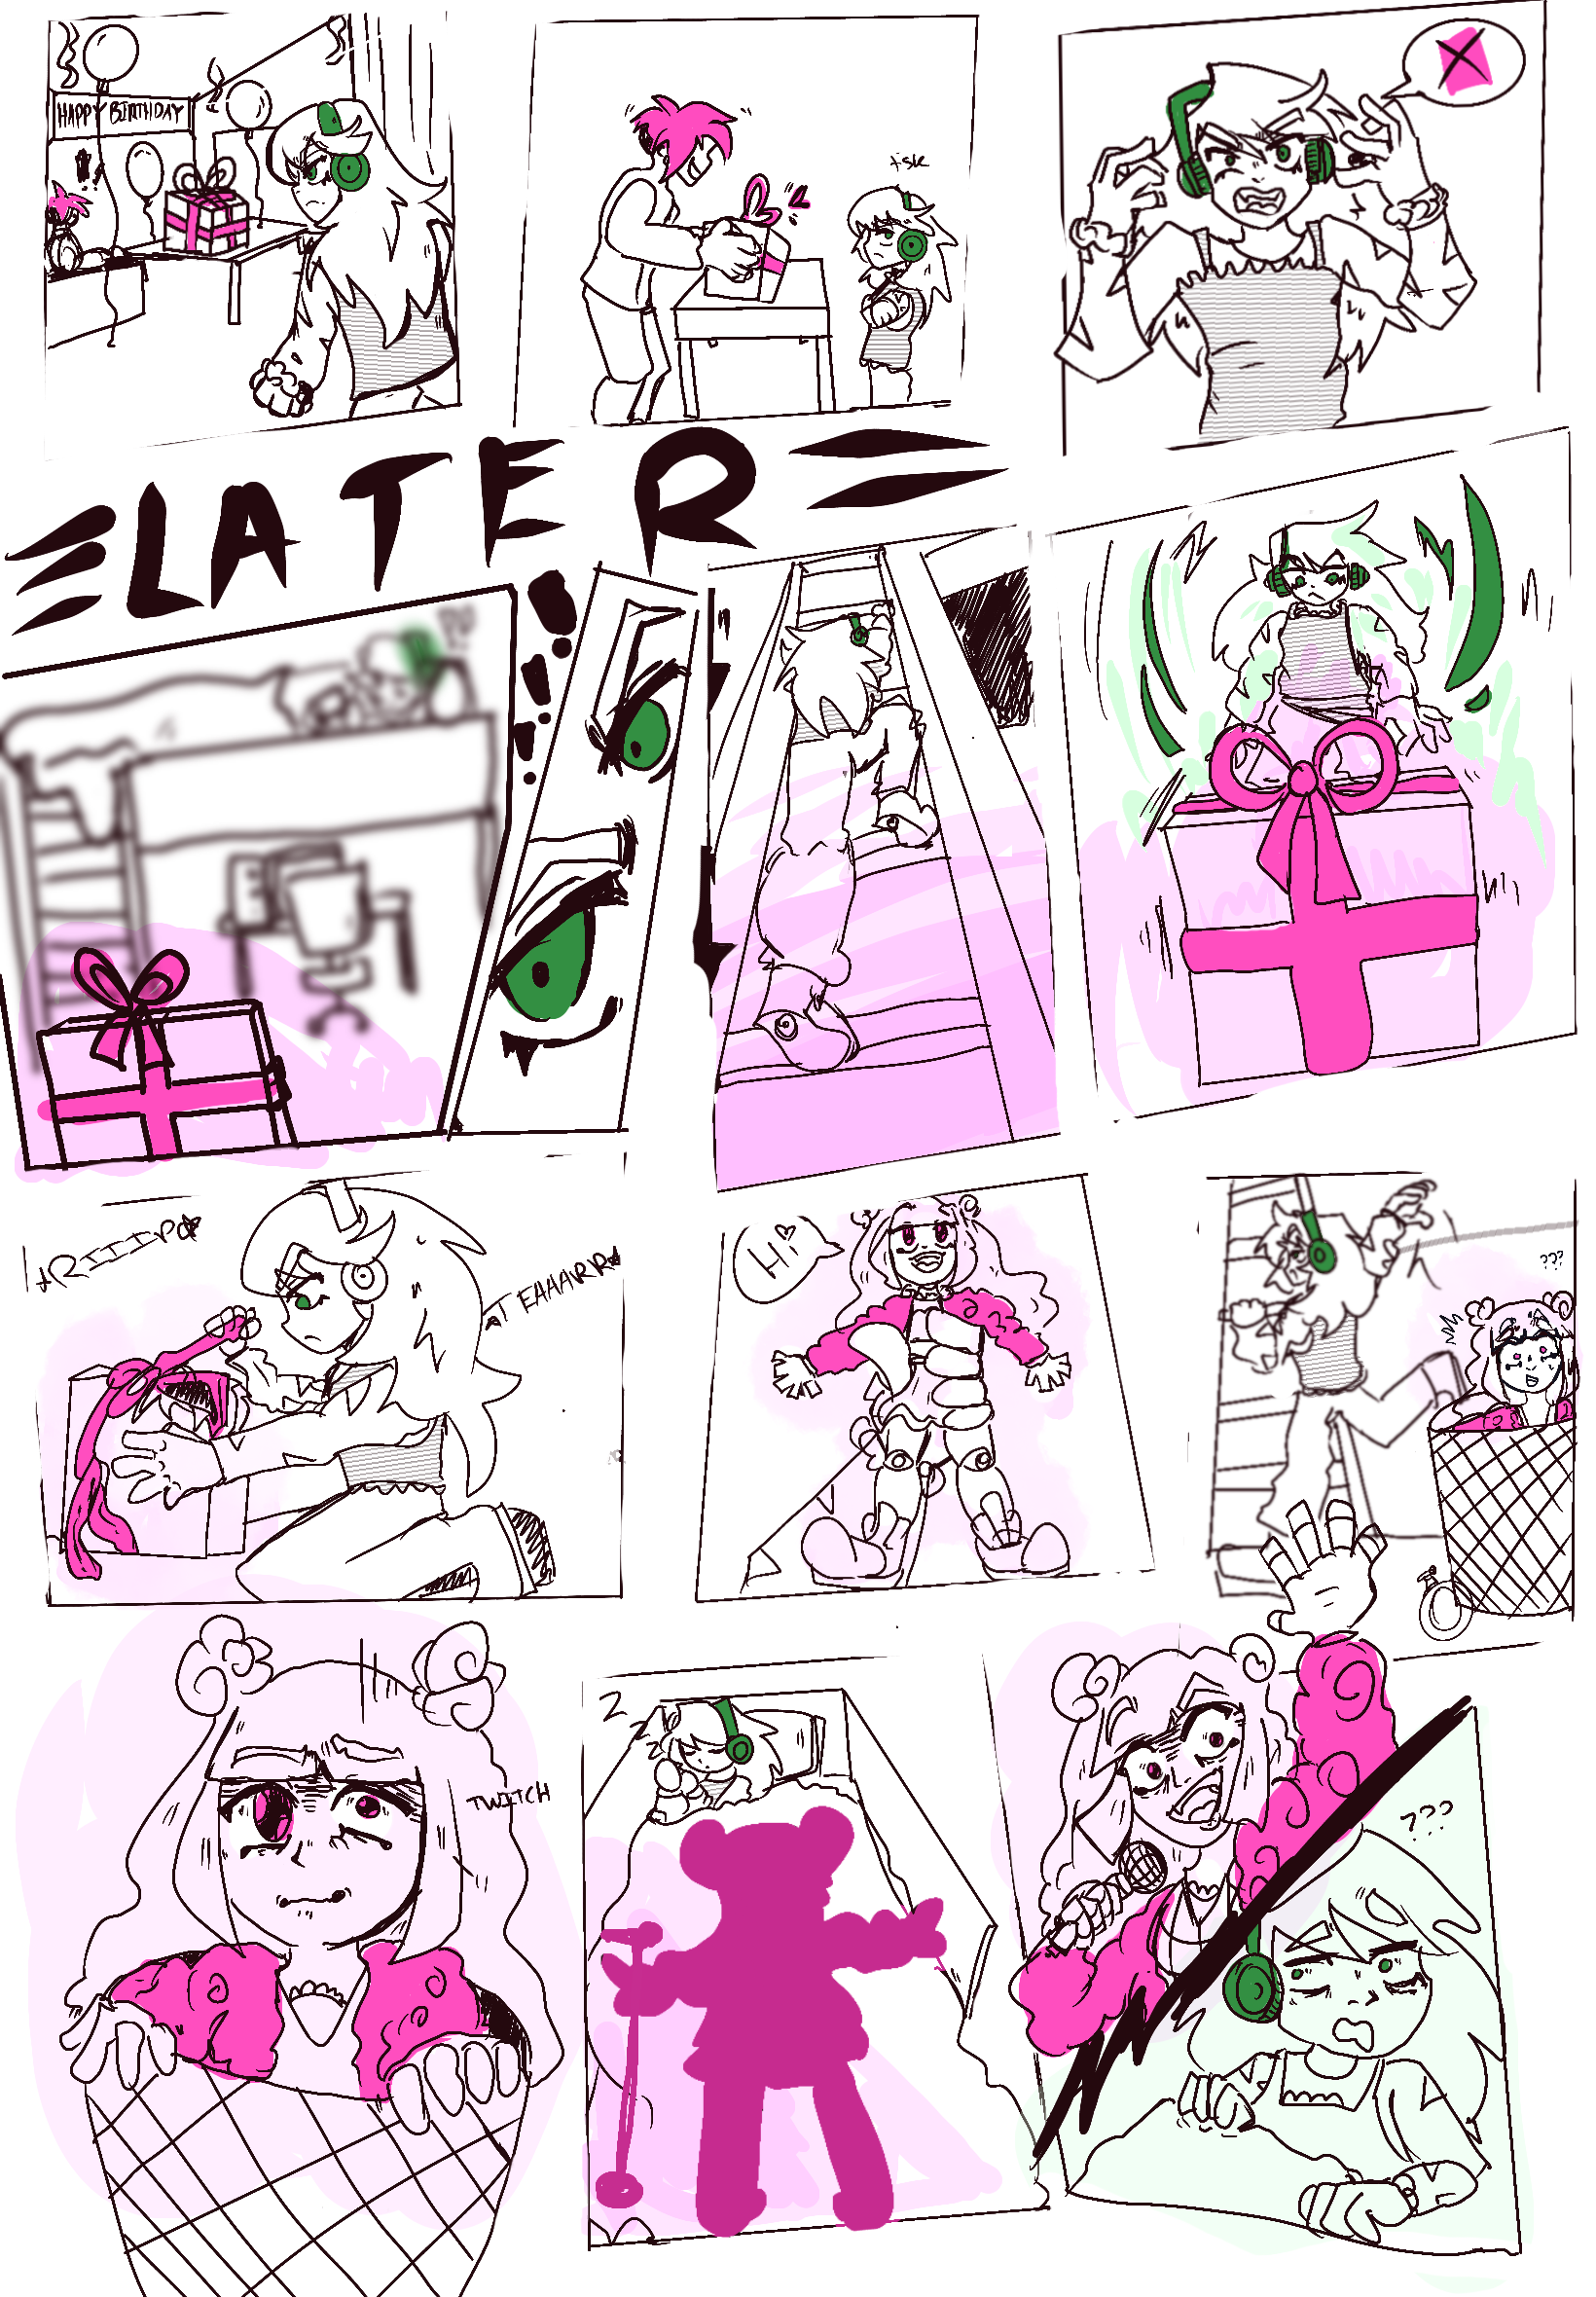 HAPPY BIRTHDAY
!!
tsk
LATER
RIIIP
TEAAARR
Hi
???
TWITCH
Z
???